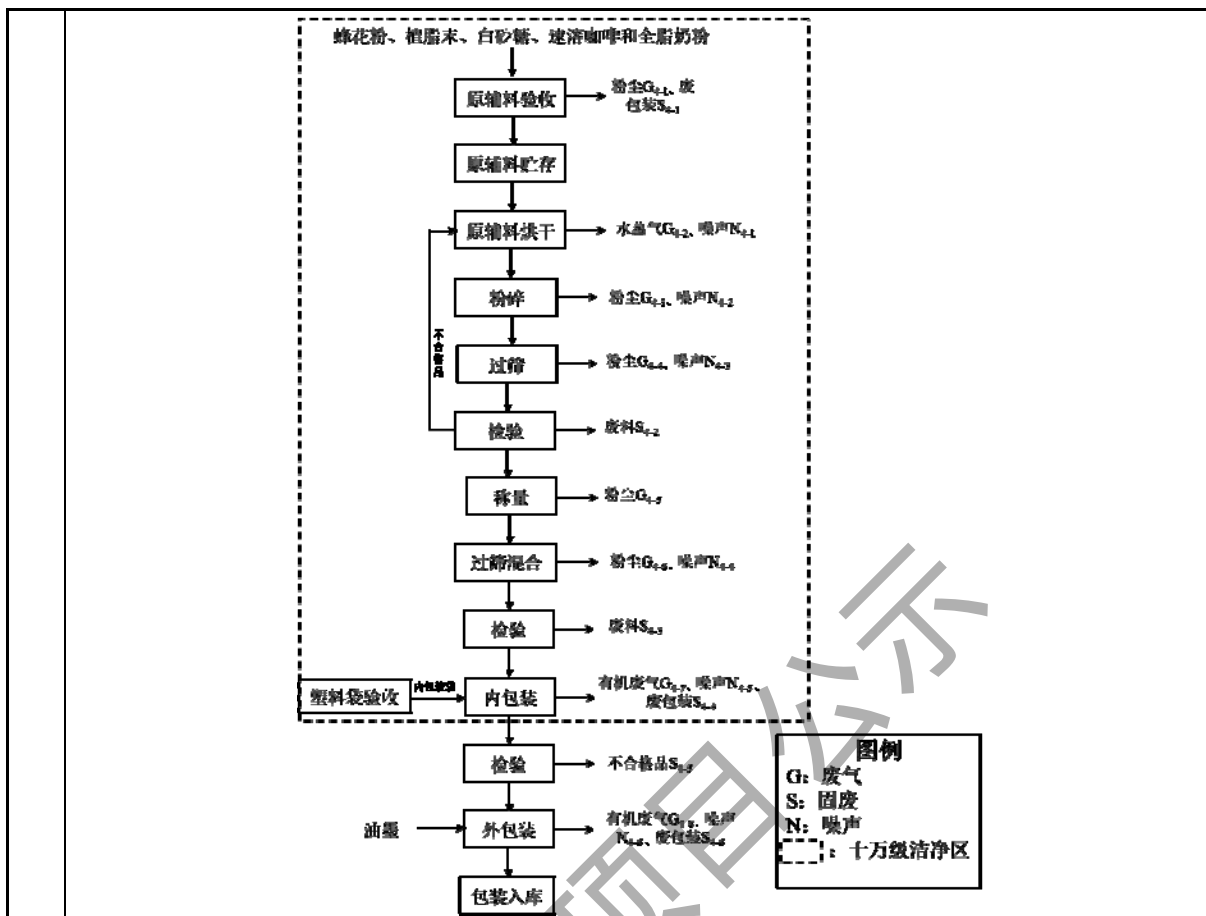 蜂花粉、植脂末、白砂糖、速溶咖啡和全脂奶粉
原辅料验收
粉尘G4-1、废
包装S4-1
原辅料贮存
原辅料烘干
水蒸气G4-2、噪声N4-1
粉碎
粉尘G4-3、噪声N4-2
不合格品
过筛
粉尘G4-4、噪声N4-3
检验
废料S4-2
称量
粉尘G4-5
过筛混合
粉尘G4-6、噪声N4-4
检验
废料S4-3
塑料袋验收
内包装袋
内包装
有机废气G4-7、噪声N4-5、
废包装S4-4
检验
不合格品S4-5
油墨
外包装
有机废气G4-8、噪声
N4-6、废包装S4-6
包装入库
图例
G：废气
S：固废
N：噪声
：十万级洁净区
项目公示